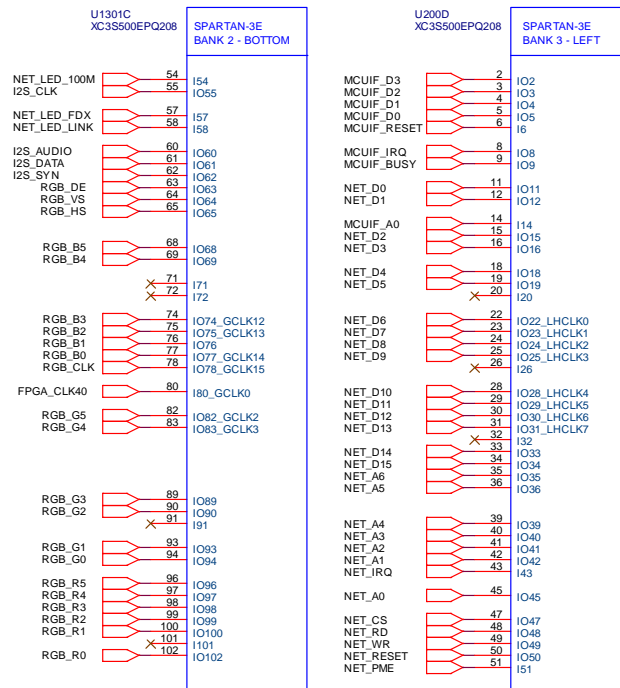 U1301C
XC3S500EPQ208
SPARTAN-3E
BANK 2 - BOTTOM
NET_LED_100M 54 I54
I2S_CLK 55 IO55
NET_LED_FDX 57 I57
NET_LED_LINK 58 I58
I2S_AUDIO 60 IO60
I2S_DATA 61 IO61
I2S_SYN 62 IO62
RGB_DE 63 IO63
RGB_VS 64 IO64
RGB_HS 65 IO65
RGB_B5 68 IO68
RGB_B4 69 IO69
71 I71
72 I72
RGB_B3 74 IO74_GCLK12
RGB_B2 75 IO75_GCLK13
RGB_B1 76 IO76
RGB_B0 77 IO77_GCLK14
RGB_CLK 78 IO78_GCLK15
FPGA_CLK40 80 I80_GCLK0
RGB_G5 82 IO82_GCLK2
RGB_G4 83 IO83_GCLK3
RGB_G3 89 IO89
RGB_G2 90 IO90
91 I91
RGB_G1 93 IO93
RGB_G0 94 IO94
RGB_R5 96 IO96
RGB_R4 97 IO97
RGB_R3 98 IO98
RGB_R2 99 IO99
RGB_R1 100 IO100
101 I101
RGB_R0 102 IO102
U200D
XC3S500EPQ208
SPARTAN-3E
BANK 3 - LEFT
MCUIF_D3 2 IO2
MCUIF_D2 3 IO3
MCUIF_D1 4 IO4
MCUIF_D0 5 IO5
MCUIF_RESET 6 I6
MCUIF_IRQ 8 IO8
MCUIF_BUSY 9 IO9
NET_D0 11 IO11
NET_D1 12 IO12
MCUIF_A0 14 I14
NET_D2 15 IO15
NET_D3 16 IO16
NET_D4 18 IO18
NET_D5 19 IO19
20 I20
NET_D6 22 IO22_LHCLK0
NET_D7 23 IO23_LHCLK1
NET_D8 24 IO24_LHCLK2
NET_D9 25 IO25_LHCLK3
26 I26
NET_D10 28 IO28_LHCLK4
NET_D11 29 IO29_LHCLK5
NET_D12 30 IO30_LHCLK6
NET_D13 31 IO31_LHCLK7
32 I32
NET_D14 33 IO33
NET_D15 34 IO34
NET_A6 35 IO35
NET_A5 36 IO36
NET_A4 39 IO39
NET_A3 40 IO40
NET_A2 41 IO41
NET_A1 42 IO42
NET_IRQ 43 I43
NET_A0 45 IO45
NET_CS 47 IO47
NET_RD 48 IO48
NET_WR 49 IO49
NET_RESET 50 IO50
NET_PME 51 I51